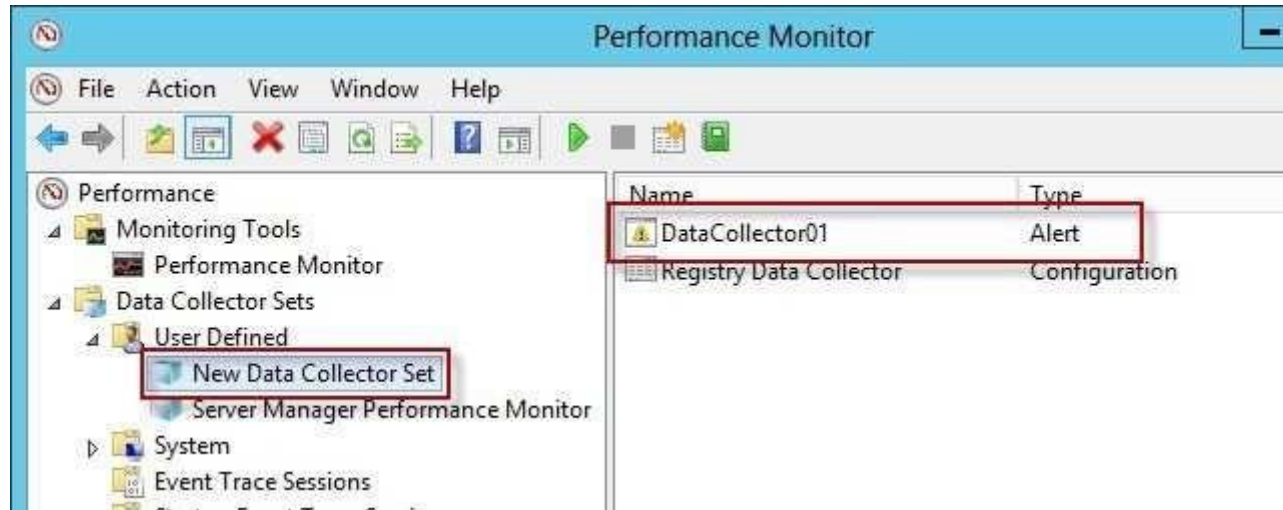 Performance Monitor
File Action View Window Help
Performance
Monitoring Tools
Performance Monitor
Data Collector Sets
User Defined
New Data Collector Set
Server Manager Performance Monitor
System
Event Trace Sessions
Name Type
DataCollector01 Alert
Registry Data Collector Configuration